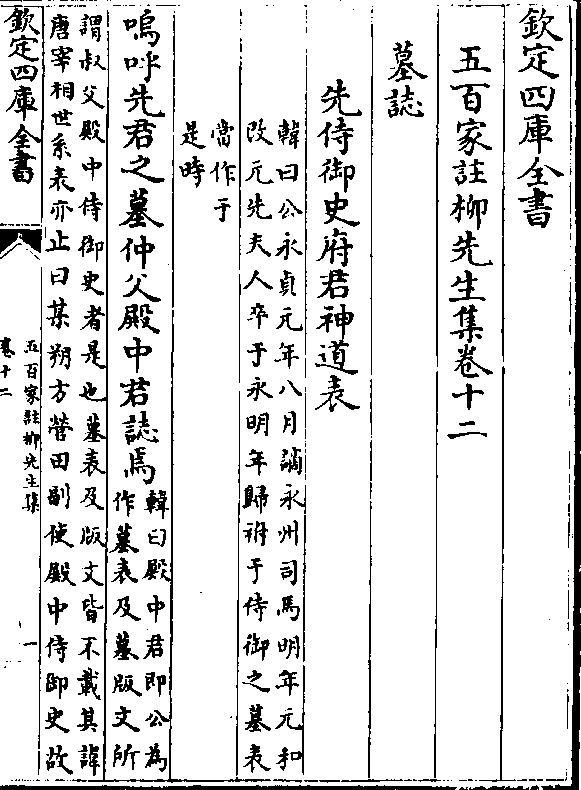 欽定四庫全書
五百家註柳先生集卷十二
墓誌
先侍御史府君神道表
韓曰公永貞元年八月謫永州司馬明年元和
改元先夫人卒于永明年歸祔于侍御之墓表
當作于
是時
嗚呼先君之墓仲父殿中君誌焉
韓曰殿中君即公為
作墓表及墓版文所
謂叔父殿中侍御史者是也墓表及版文皆不載其諱
唐宰相世系表亦止曰某朔方營田副使殿中侍御史故
欽定四庫全書
五百家註柳先生集
卷十二
一